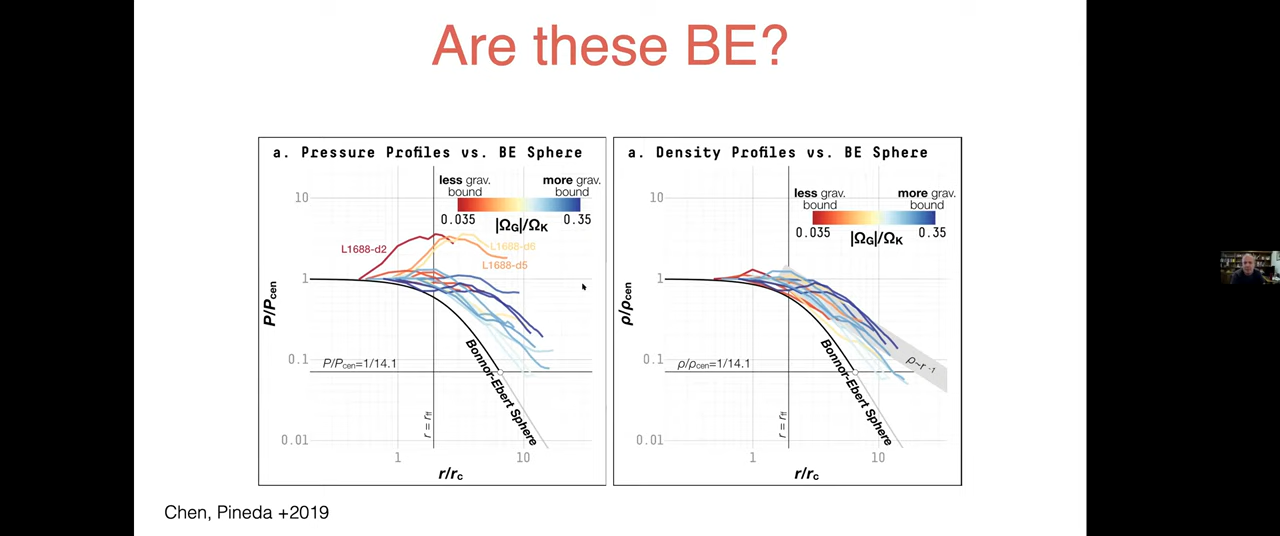 Are these BE?
a. Pressure Profiles vs. BE Sphere
less grav. bound
more grav. bound
0.035
0.35
|ΩG|/ΩK
10
1
0.1
0.01
P/Pcen
L1688-d2
L1688-d6
L1688-d5
P/Pcen=1/14.1
Bonnor-Ebert Sphere
r = rff
1
10
r/rc
a. Density Profiles vs. BE Sphere
less grav. bound
more grav. bound
0.035
0.35
|ΩG|/ΩK
10
1
0.1
0.01
ρ/ρcen
ρ/ρcen=1/14.1
ρ~r -1
Bonnor-Ebert Sphere
r = rff
1
10
r/rc
Chen, Pineda +2019